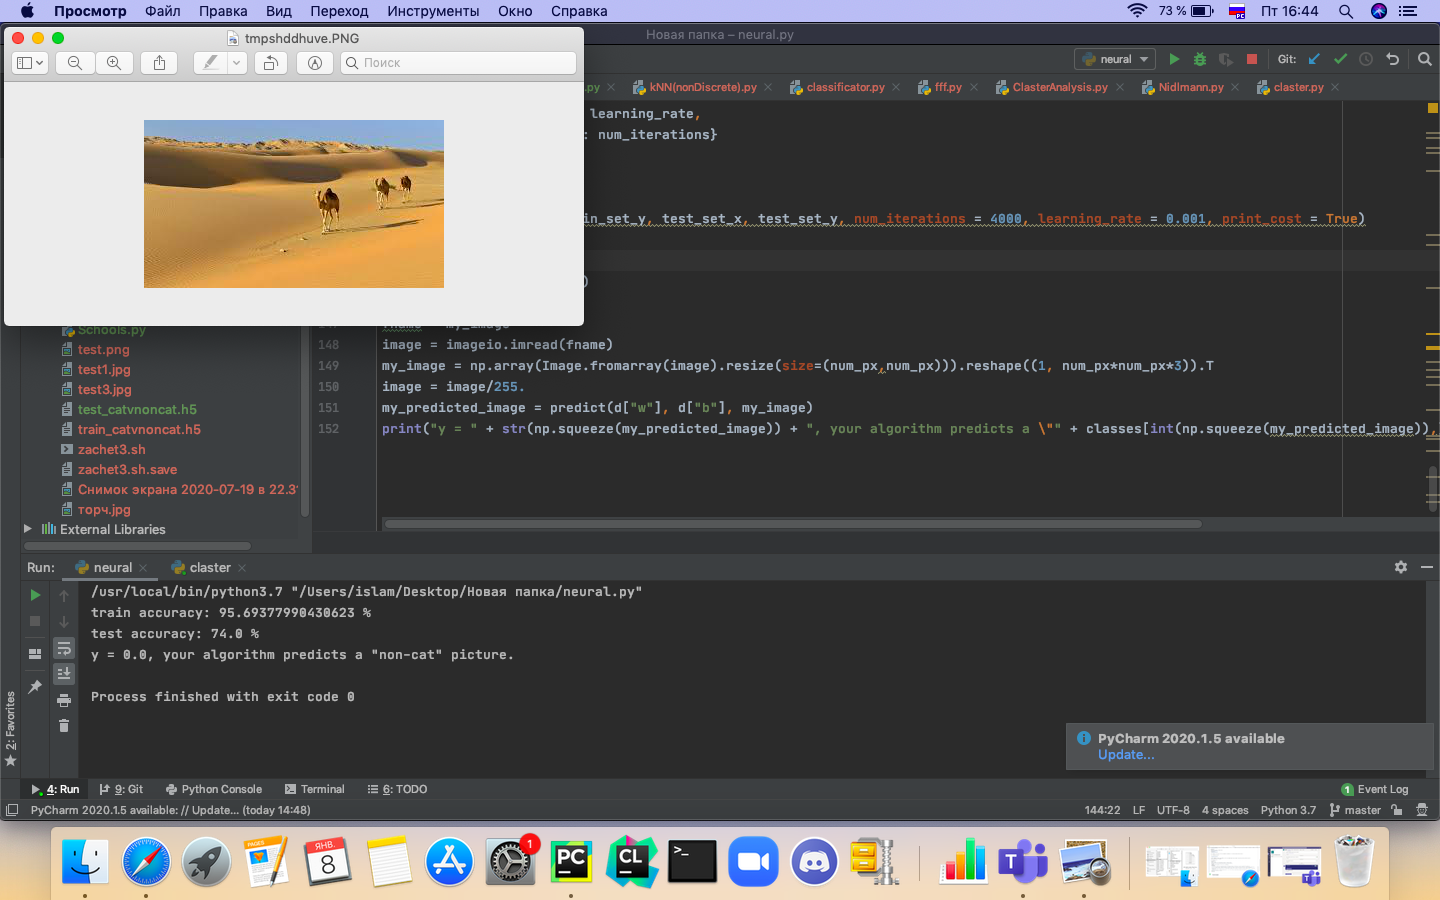 Просмотр Файл Правка Вид Переход Инструменты Окно Справка 73 % РС Пт 16:44
tmpshddhuve.PNG
Новая папка – neural.py
Поиск
neural Git:
.py kNN(nonDiscrete).py classificator.py fff.py ClasterAnalysis.py Nidlmann.py claster.py
learning_rate,
: num_iterations}
in_set_y, test_set_x, test_set_y, num_iterations = 4000, learning_rate = 0.001, print_cost = True)
)
Schools.py
test.png
test1.jpg
test3.jpg
test_catvnoncat.h5
train_catvnoncat.h5
zachet3.sh
zachet3.sh.save
Снимок экрана 2020-07-19 в 22.3
торч.jpg
External Libraries
fname = my_image
148 image = imageio.imread(fname)
149 my_image = np.array(Image.fromarray(image).resize(size=(num_px,num_px))).reshape((1, num_px*num_px*3)).T
150 image = image/255.
151 my_predicted_image = predict(d["w"], d["b"], my_image)
152 print("y = " + str(np.squeeze(my_predicted_image)) + ", your algorithm predicts a \"" + classes[int(np.squeeze(my_predicted_image)),
Run: neural claster
/usr/local/bin/python3.7 "/Users/islam/Desktop/Новая папка/neural.py"
train accuracy: 95.69377990430623 %
test accuracy: 74.0 %
y = 0.0, your algorithm predicts a "non-cat" picture.
Process finished with exit code 0
2: Favorites
PyCharm 2020.1.5 available
Update...
4: Run 9: Git Python Console Terminal 6: TODO 1 Event Log
PyCharm 2020.1.5 available: // Update... (today 14:48) 144:22 LF UTF-8 4 spaces Python 3.7 master
PAGES ЯНВ. 8 1 PC CL >_ T